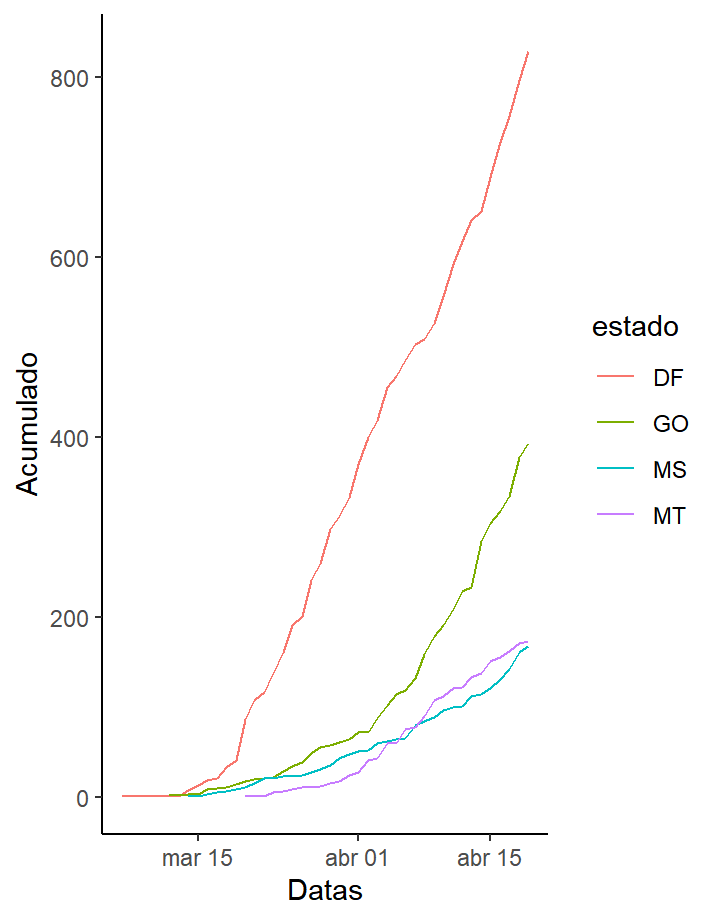 800
600
400
200
0
Acumulado
mar 15
abr 01
abr 15
Datas
estado
DF
GO
MS
MT